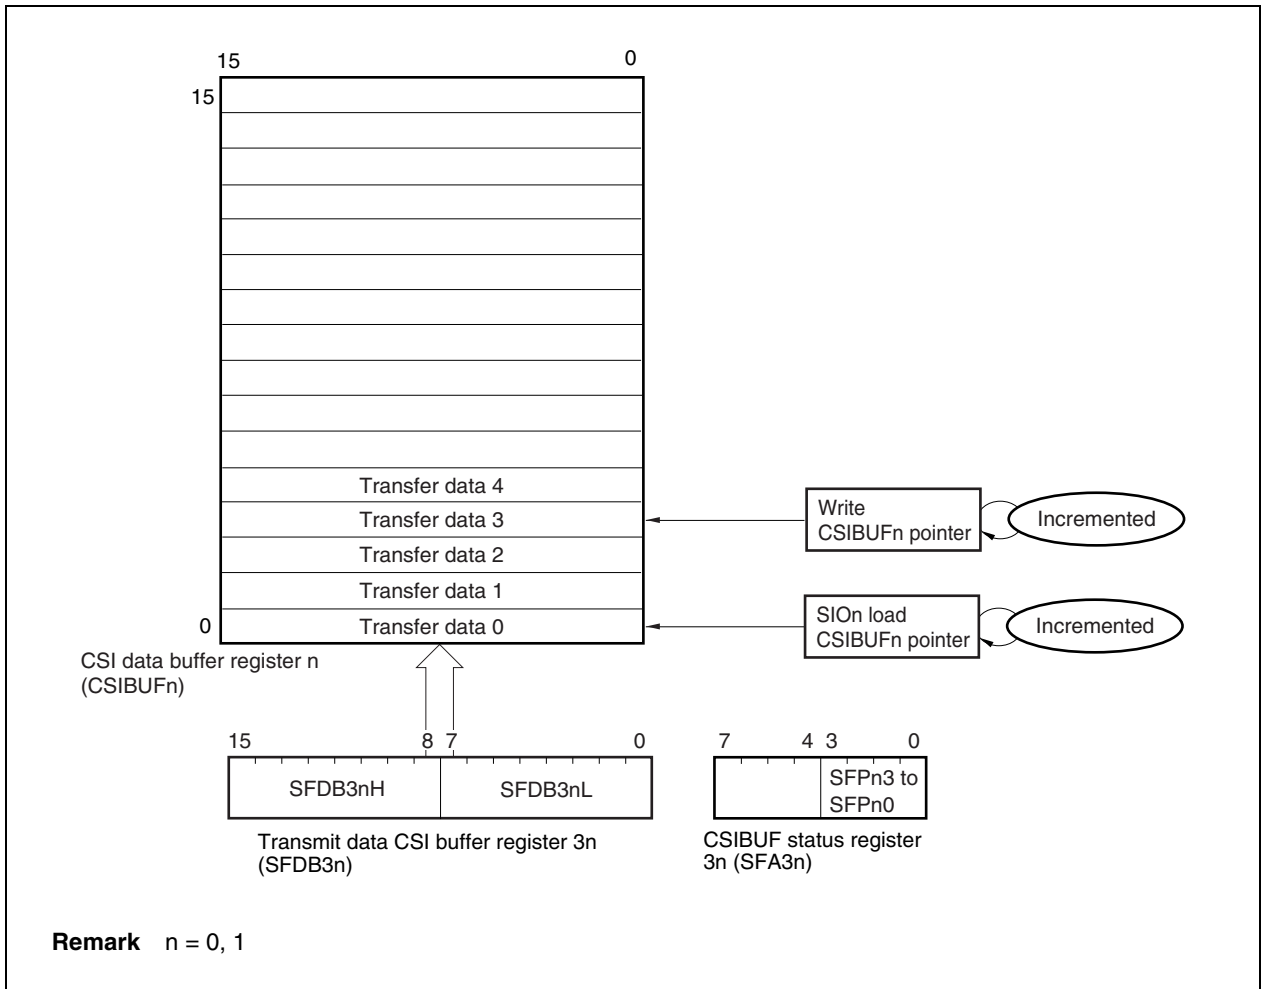 15 0
15
Transfer data 4
Transfer data 3
Transfer data 2
Transfer data 1
0 Transfer data 0
Write
CSIBUFn pointer
Incremented
SIOn load
CSIBUFn pointer
Incremented
CSI data buffer register n
(CSIBUFn)
15 8 7 0
SFDB3nH SFDB3nL
Transmit data CSI buffer register 3n
(SFDB3n)
7 4 3 0
SFPn3 to
SFPn0
CSIBUF status register
3n (SFA3n)
Remark n = 0, 1